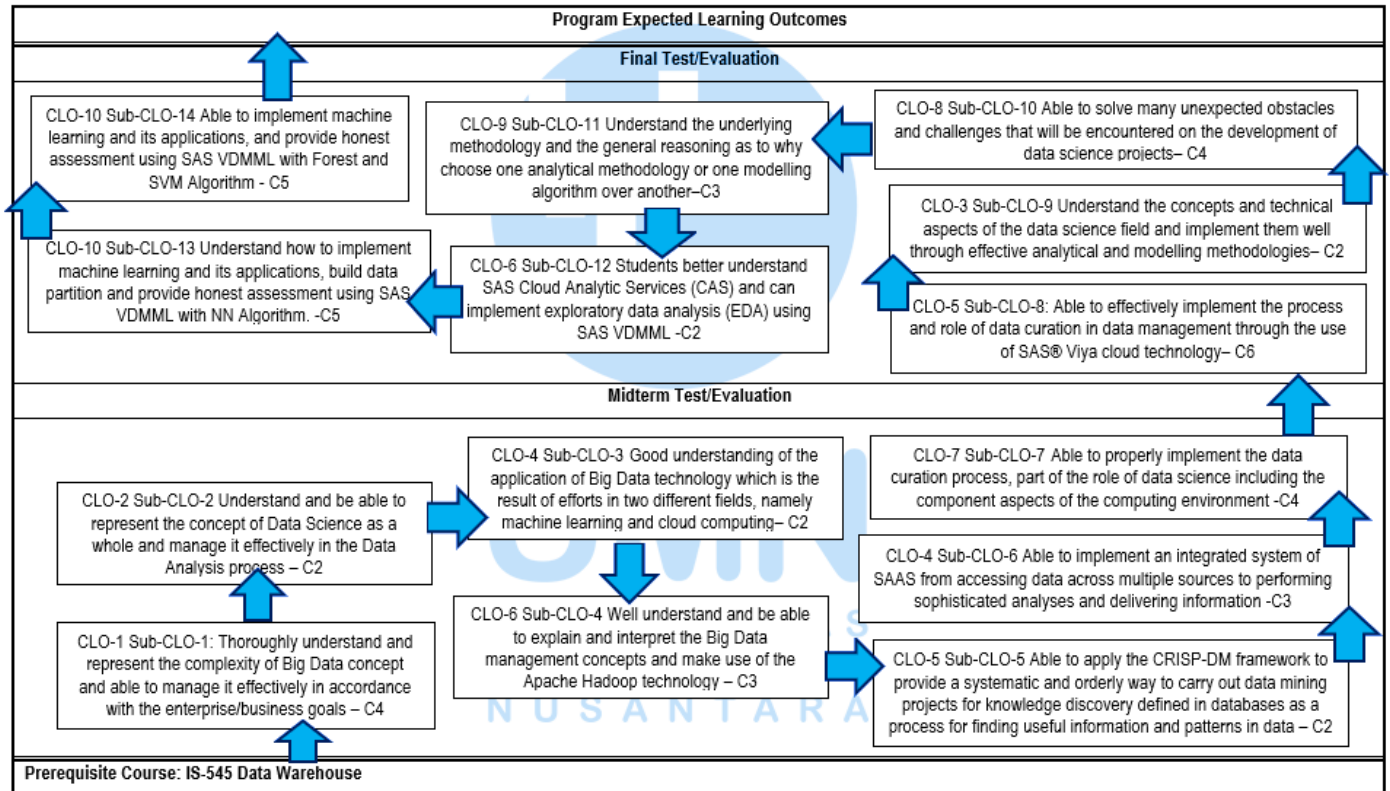 Program Expected Learning Outcomes
Final Test/Evaluation
CLO-10 Sub-CLO-14 Able to implement machine
learning and its applications, and provide honest
assessment using SAS VDMML with Forest and
SVM Algorithm - C5
CLO-9 Sub-CLO-11 Understand the underlying
methodology and the general reasoning as to why
choose one analytical methodology or one modelling
algorithm over another–C3
CLO-8 Sub-CLO-10 Able to solve many unexpected obstacles
and challenges that will be encountered on the development of
data science projects– C4
CLO-3 Sub-CLO-9 Understand the concepts and technical
aspects of the data science field and implement them well
through effective analytical and modelling methodologies– C2
CLO-10 Sub-CLO-13 Understand how to implement
machine learning and its applications, build data
partition and provide honest assessment using SAS
VDMML with NN Algorithm. -C5
CLO-6 Sub-CLO-12 Students better understand
SAS Cloud Analytic Services (CAS) and can
implement exploratory data analysis (EDA) using
SAS VDMML -C2
CLO-5 Sub-CLO-8: Able to effectively implement the process
and role of data curation in data management through the use
of SAS® Viya cloud technology– C6
Midterm Test/Evaluation
CLO-2 Sub-CLO-2 Understand and be able to
represent the concept of Data Science as a
whole and manage it effectively in the Data
Analysis process – C2
CLO-4 Sub-CLO-3 Good understanding of the
application of Big Data technology which is the
result of efforts in two different fields, namely
machine learning and cloud computing– C2
CLO-7 Sub-CLO-7 Able to properly implement the data
curation process, part of the role of data science including the
component aspects of the computing environment -C4
CLO-4 Sub-CLO-6 Able to implement an integrated system of
SAAS from accessing data across multiple sources to performing
sophisticated analyses and delivering information -C3
CLO-1 Sub-CLO-1: Thoroughly understand and
represent the complexity of Big Data concept
and able to manage it effectively in accordance
with the enterprise/business goals – C4
CLO-6 Sub-CLO-4 Well understand and be able
to explain and interpret the Big Data
management concepts and make use of the
Apache Hadoop technology – C3
CLO-5 Sub-CLO-5 Able to apply the CRISP-DM framework to
provide a systematic and orderly way to carry out data mining
projects for knowledge discovery defined in databases as a
process for finding useful information and patterns in data – C2
NUSANTARA
Prerequisite Course: IS-545 Data Warehouse